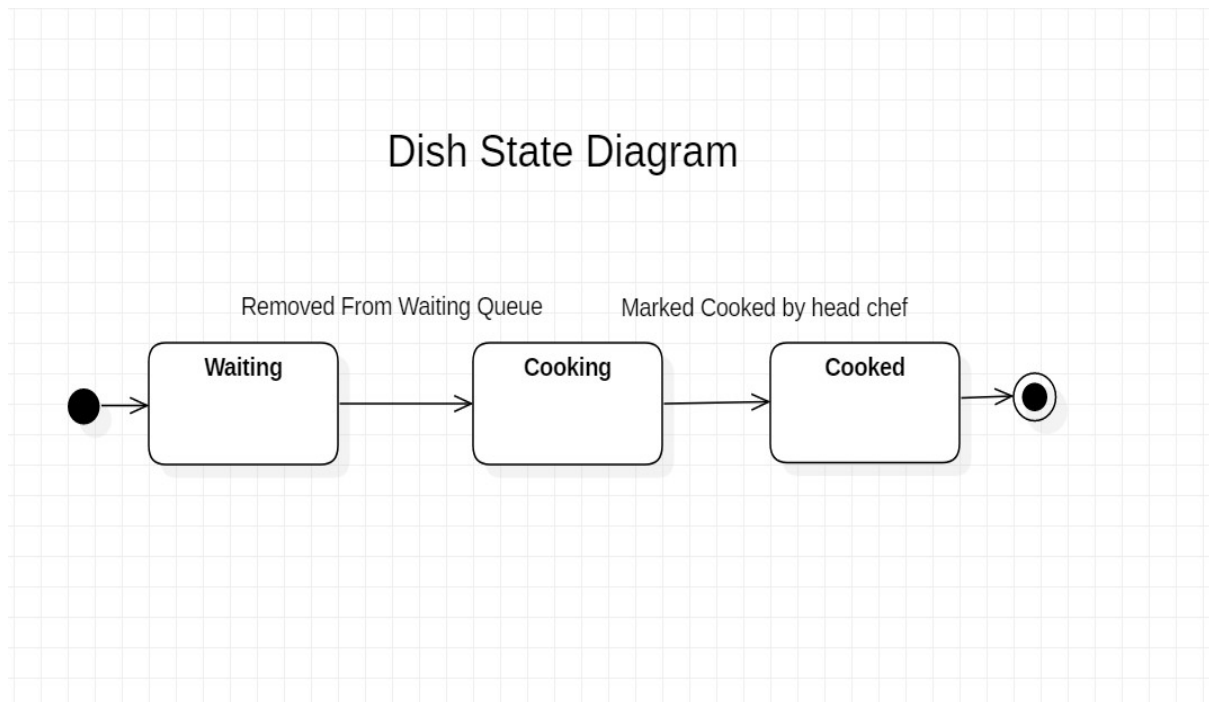 Dish State Diagram
Removed From Waiting Queue
Marked Cooked by head chef
Waiting
Cooking
Cooked